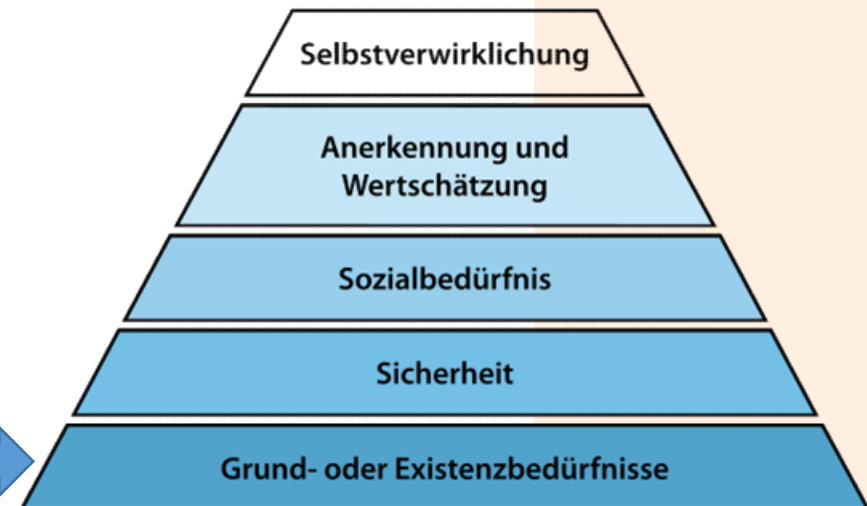 Selbstverwirklichung
Anerkennung und
Wertschätzung
Sozialbedürfnis
Sicherheit
Grund- oder Existenzbedürfnisse